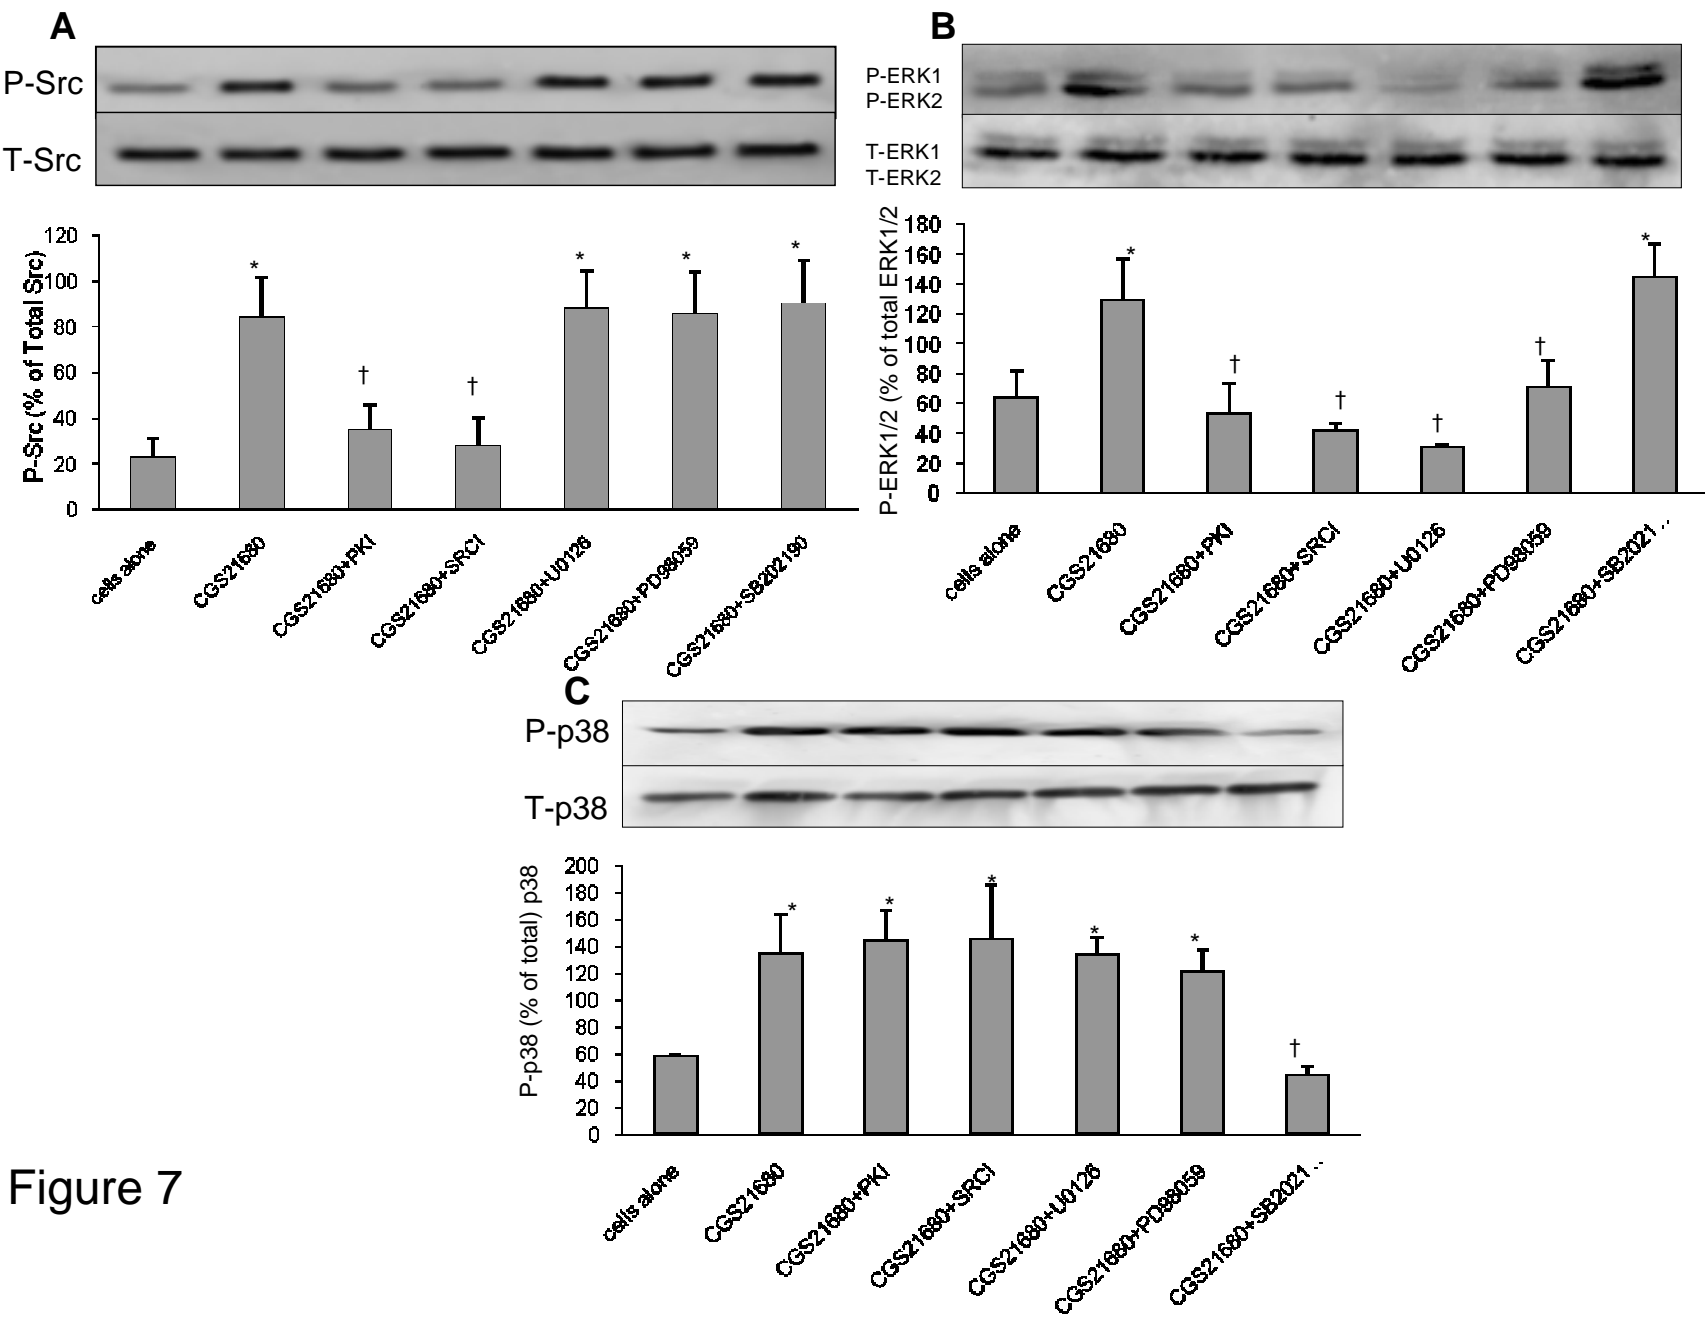 A
P-Src
T-Src
P-Src (% of Total Src)
120
100
80
60
40
20
0
*
†
†
*
*
*
cells alone
CGS21680
CGS21680+PKI
CGS21680+SRCI
CGS21680+U0126
CGS21680+PD98059
CGS21680+SB202190
B
P-ERK1
P-ERK2
T-ERK1
T-ERK2
P-ERK1/2 (% of total ERK1/2
180
160
140
120
100
80
60
40
20
0
*
†
†
†
†
*
cells alone
CGS21680
CGS21680+PKI
CGS21680+SRCI
CGS21680+U0126
CGS21680+PD98059
CGS21680+SB2021...
C
P-p38
T-p38
P-p38 (% of total) p38
200
180
160
140
120
100
80
60
40
20
0
*
*
*
*
*
†
cells alone
CGS21680
CGS21680+PKI
CGS21680+SRCI
CGS21680+U0126
CGS21680+PD98059
CGS21680+SB2021...
Figure 7